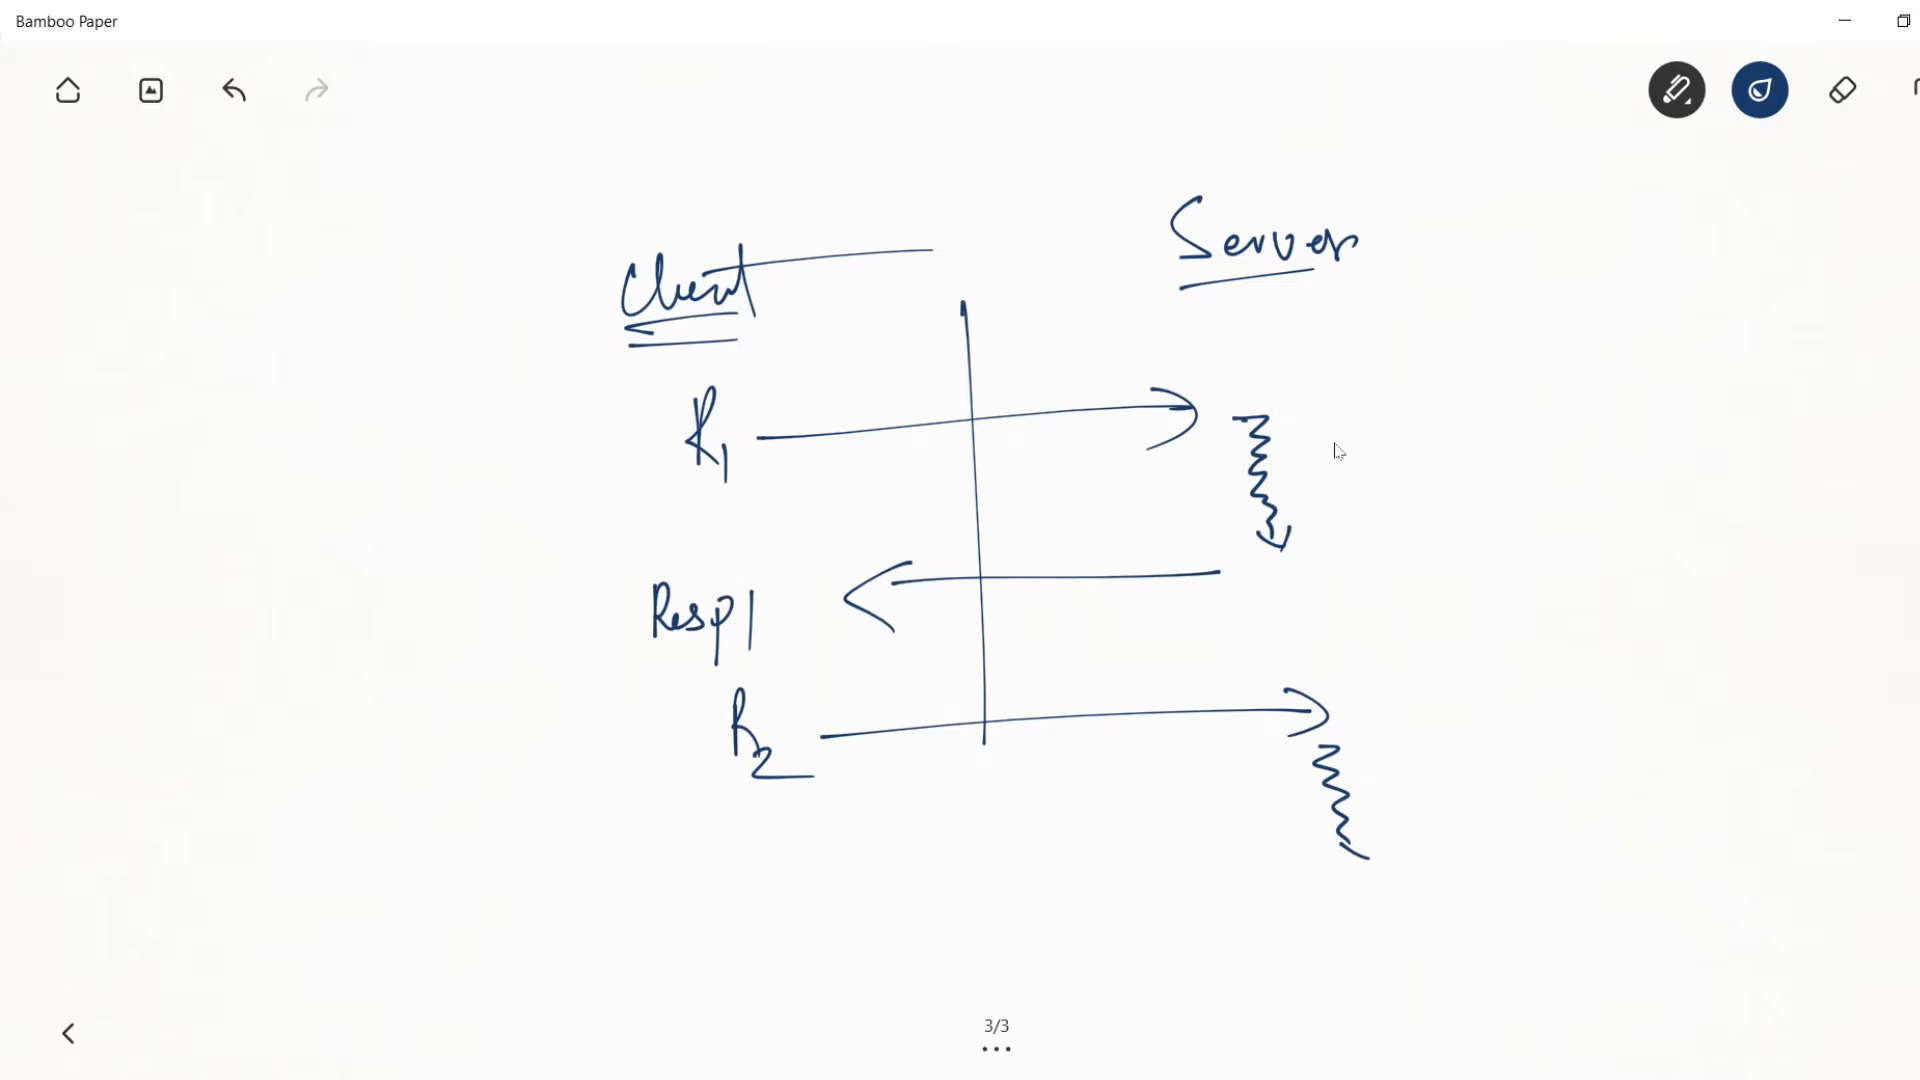 Bamboo Paper
Server
Client
R1
Resp1
R2
3/3